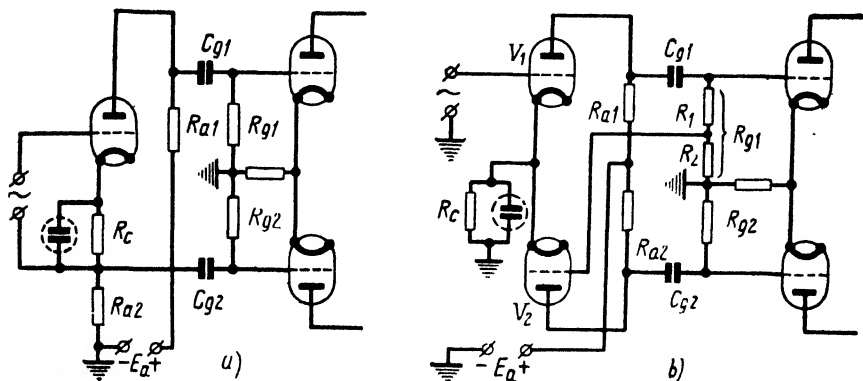 Cg1
Ra1
Rg1
Rc
Rg2
Cg2
Ra2
~
- Ea +
a)
V1
Cg1
Ra1
R1
R2
Rg1
~
Rc
Rg2
Ra2
Cg2
V2
- Ea +
b)